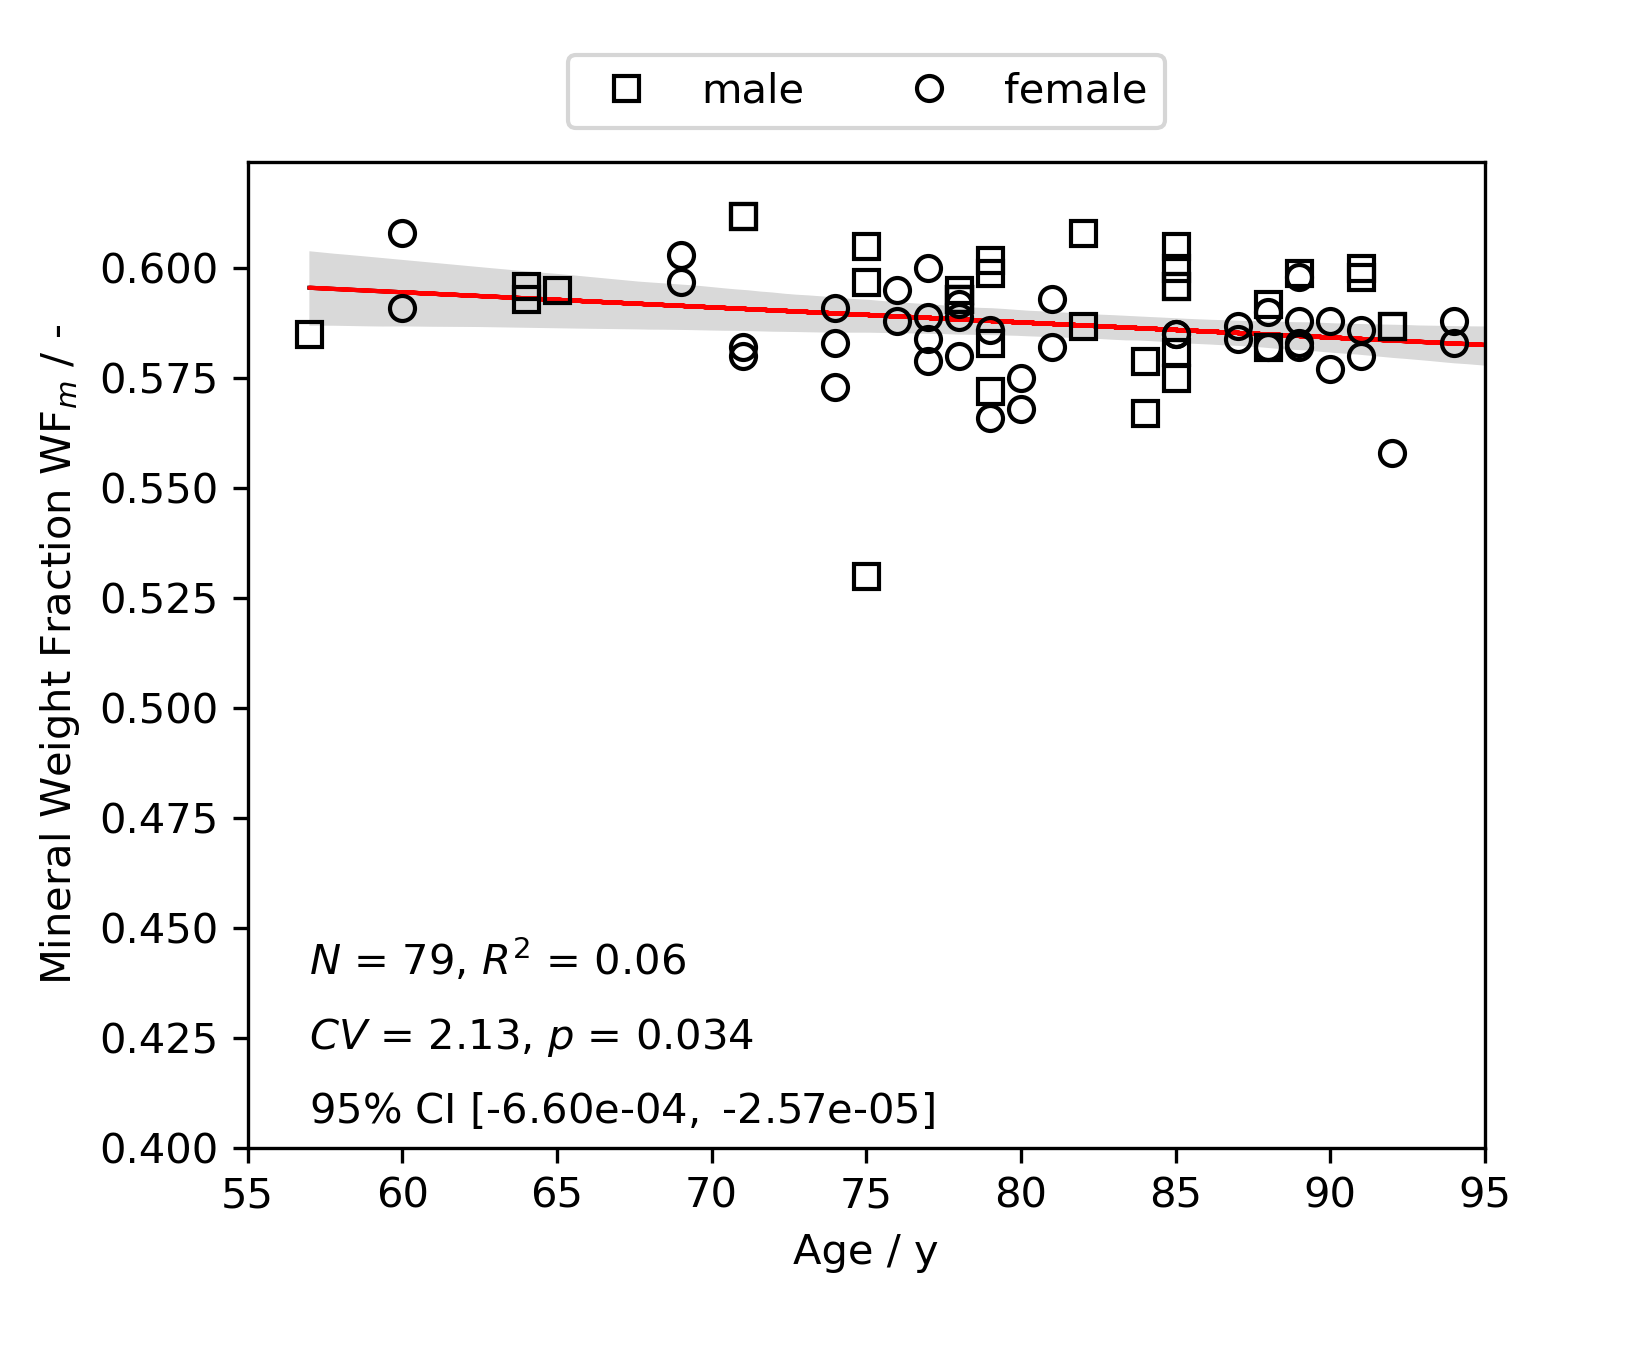 male female
0.600
0.575
0.550
0.525
0.500
0.475
0.450
0.425
0.400
Mineral Weight Fraction WFₘ / -
N = 79, R² = 0.06
CV = 2.13, p = 0.034
95% CI [-6.60e-04, -2.57e-05]
55 60 65 70 75 80 85 90 95
Age / y